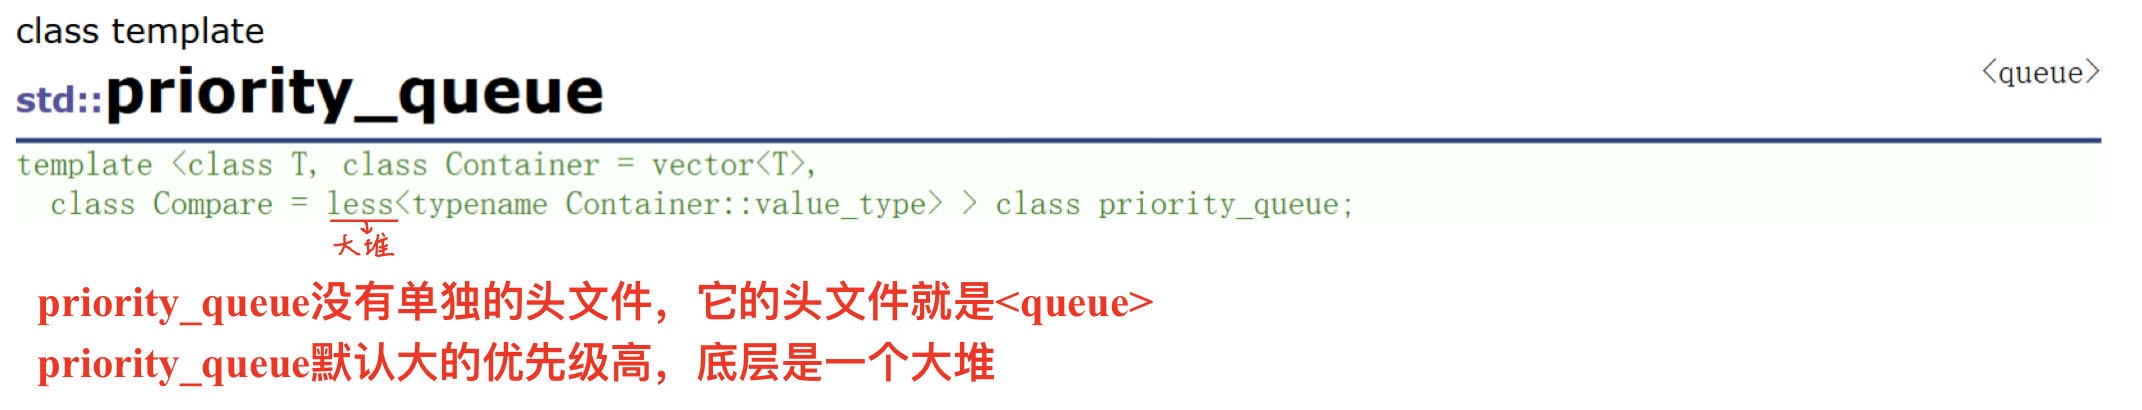 class template
std::priority_queue
<queue>
template <class T, class Container = vector<T>,
class Compare = less<typename Container::value_type> > class priority_queue;
大堆
priority_queue没有单独的头文件，它的头文件就是<queue>
priority_queue默认大的优先级高，底层是一个大堆